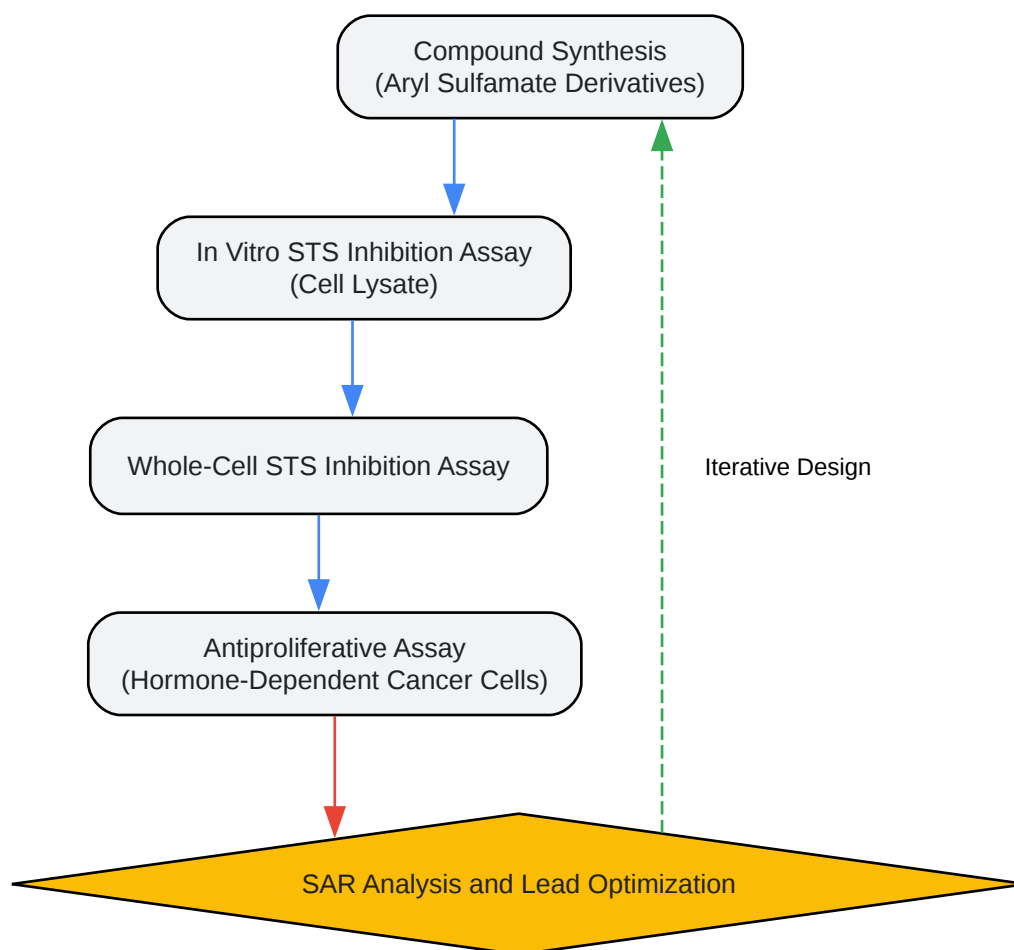 Compound Synthesis
(Aryl Sulfamate Derivatives)
In Vitro STS Inhibition Assay
(Cell Lysate)
Whole-Cell STS Inhibition Assay
Iterative Design
Antiproliferative Assay
(Hormone-Dependent Cancer Cells)
SAR Analysis and Lead Optimization